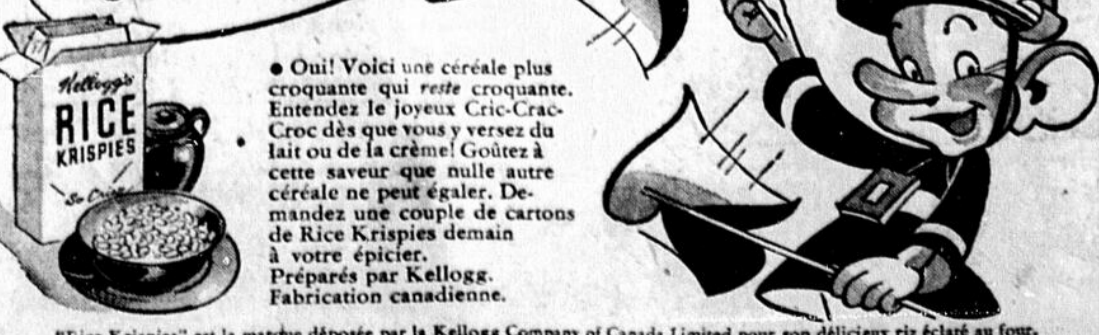 Kellogg's
RICE
KRISPIES
So Crisp
● Oui! Voici une céréale plus
croquante qui reste croquante.
Entendez le joyeux Cric-Crac-
Croc dès que vous y versez du
lait ou de la crème! Goûtez à
cette saveur que nulle autre
céréale ne peut égaler. De-
mandez une couple de cartons
de Rice Krispies demain
à votre épicier.
Préparés par Kellogg.
Fabrication canadienne.
"Rice Krispies" est la marque déposée par la Kellogg Company of Canada Limited pour son délicieux riz éclaté au four.